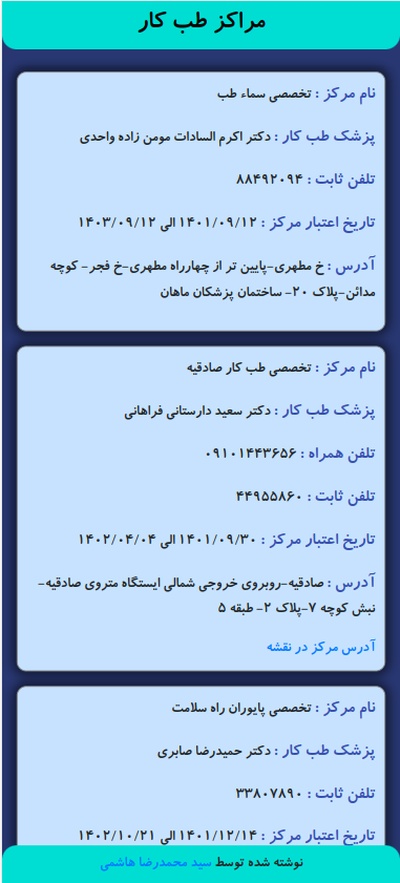 مراکز طب کار
نام مرکز : تخصصی سماء طب
پزشک طب کار : دکتر اکرم السادات مومن زاده واحدی
تلفن ثابت : ۸۸۴۹۲۰۹۴
تاریخ اعتبار مرکز : ۱۴۰۱/۰۹/۱۲ الی ۱۴۰۳/۰۹/۱۲
آدرس : خ مطهری-پایین تر از چهارراه مطهری-خ فجر- کوچه
مدائن-پلاک ۲۰- ساختمان پزشکان ماهان
نام مرکز : تخصصی طب کار صادقیه
پزشک طب کار : دکتر سعید دارستانی فراهانی
تلفن همراه : ۰۹۱۰۱۴۴۳۶۵۶
تلفن ثابت : ۴۴۹۵۵۸۶۰
تاریخ اعتبار مرکز : ۱۴۰۱/۰۹/۳۰ الی ۱۴۰۲/۰۴/۰۴
آدرس : صادقیه-روبروی خروجی شمالی ایستگاه متروی صادقیه-
نبش کوچه ۷-پلاک ۲- طبقه ۵
آدرس مرکز در نقشه
نام مرکز : تخصصی پایوران راه سلامت
پزشک طب کار : دکتر حمیدرضا صابری
تلفن ثابت : ۳۳۸۰۷۸۹۰
تاریخ اعتبار مرکز : ۱۴۰۱/۱۲/۱۴ الی ۱۴۰۲/۱۰/۲۱
نوشته شده توسط سید محمدرضا هاشمی